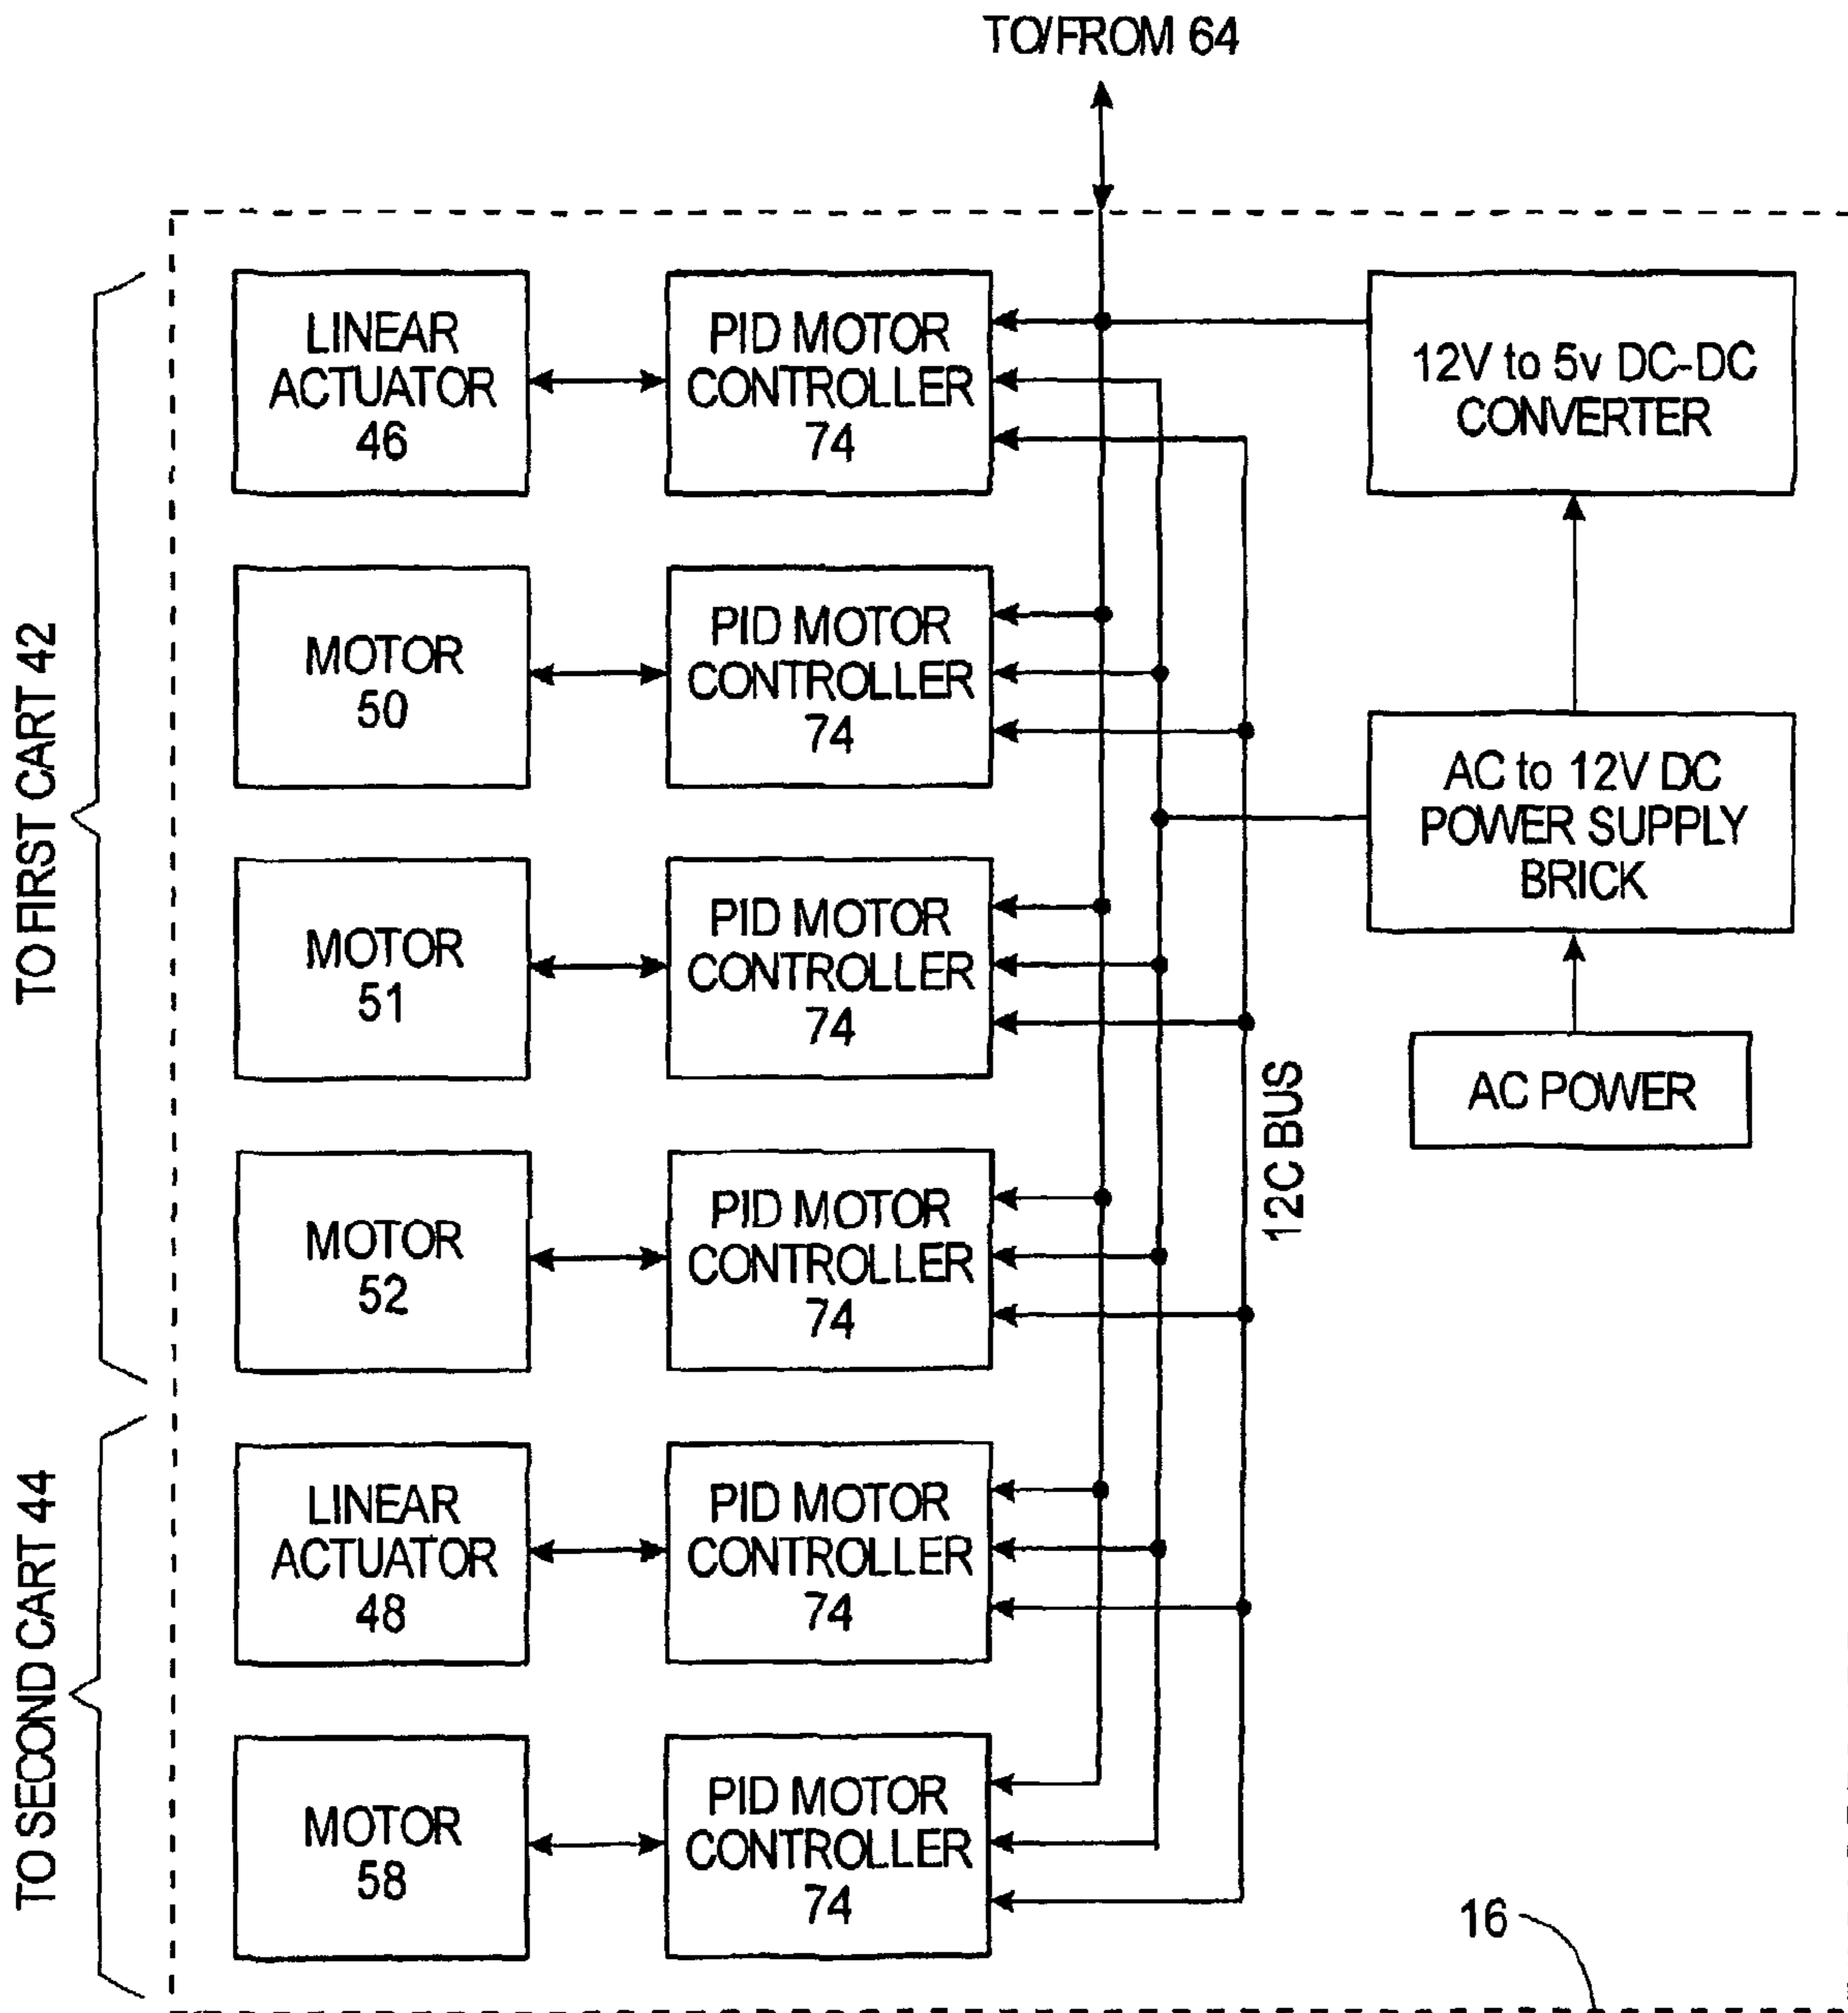 TO/FROM 64
TO FIRST CART 42
LINEAR
ACTUATOR
46
PID MOTOR
CONTROLLER
74
12V to 5v DC-DC
CONVERTER
MOTOR
50
PID MOTOR
CONTROLLER
74
AC to 12V DC
POWER SUPPLY
BRICK
MOTOR
51
PID MOTOR
CONTROLLER
74
AC POWER
12C BUS
MOTOR
52
PID MOTOR
CONTROLLER
74
TO SECOND CART 44
LINEAR
ACTUATOR
48
PID MOTOR
CONTROLLER
74
MOTOR
58
PID MOTOR
CONTROLLER
74
16